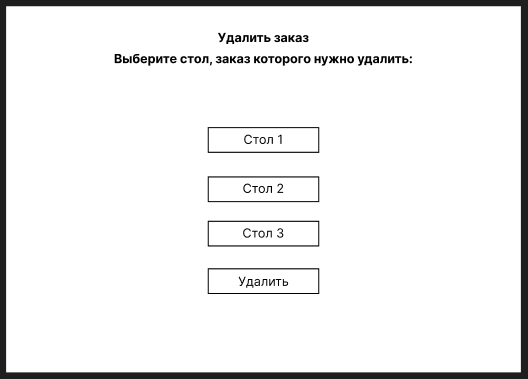 Удалить заказ
Выберите стол, заказ которого нужно удалить:
Стол 1
Стол 2
Стол 3
Удалить